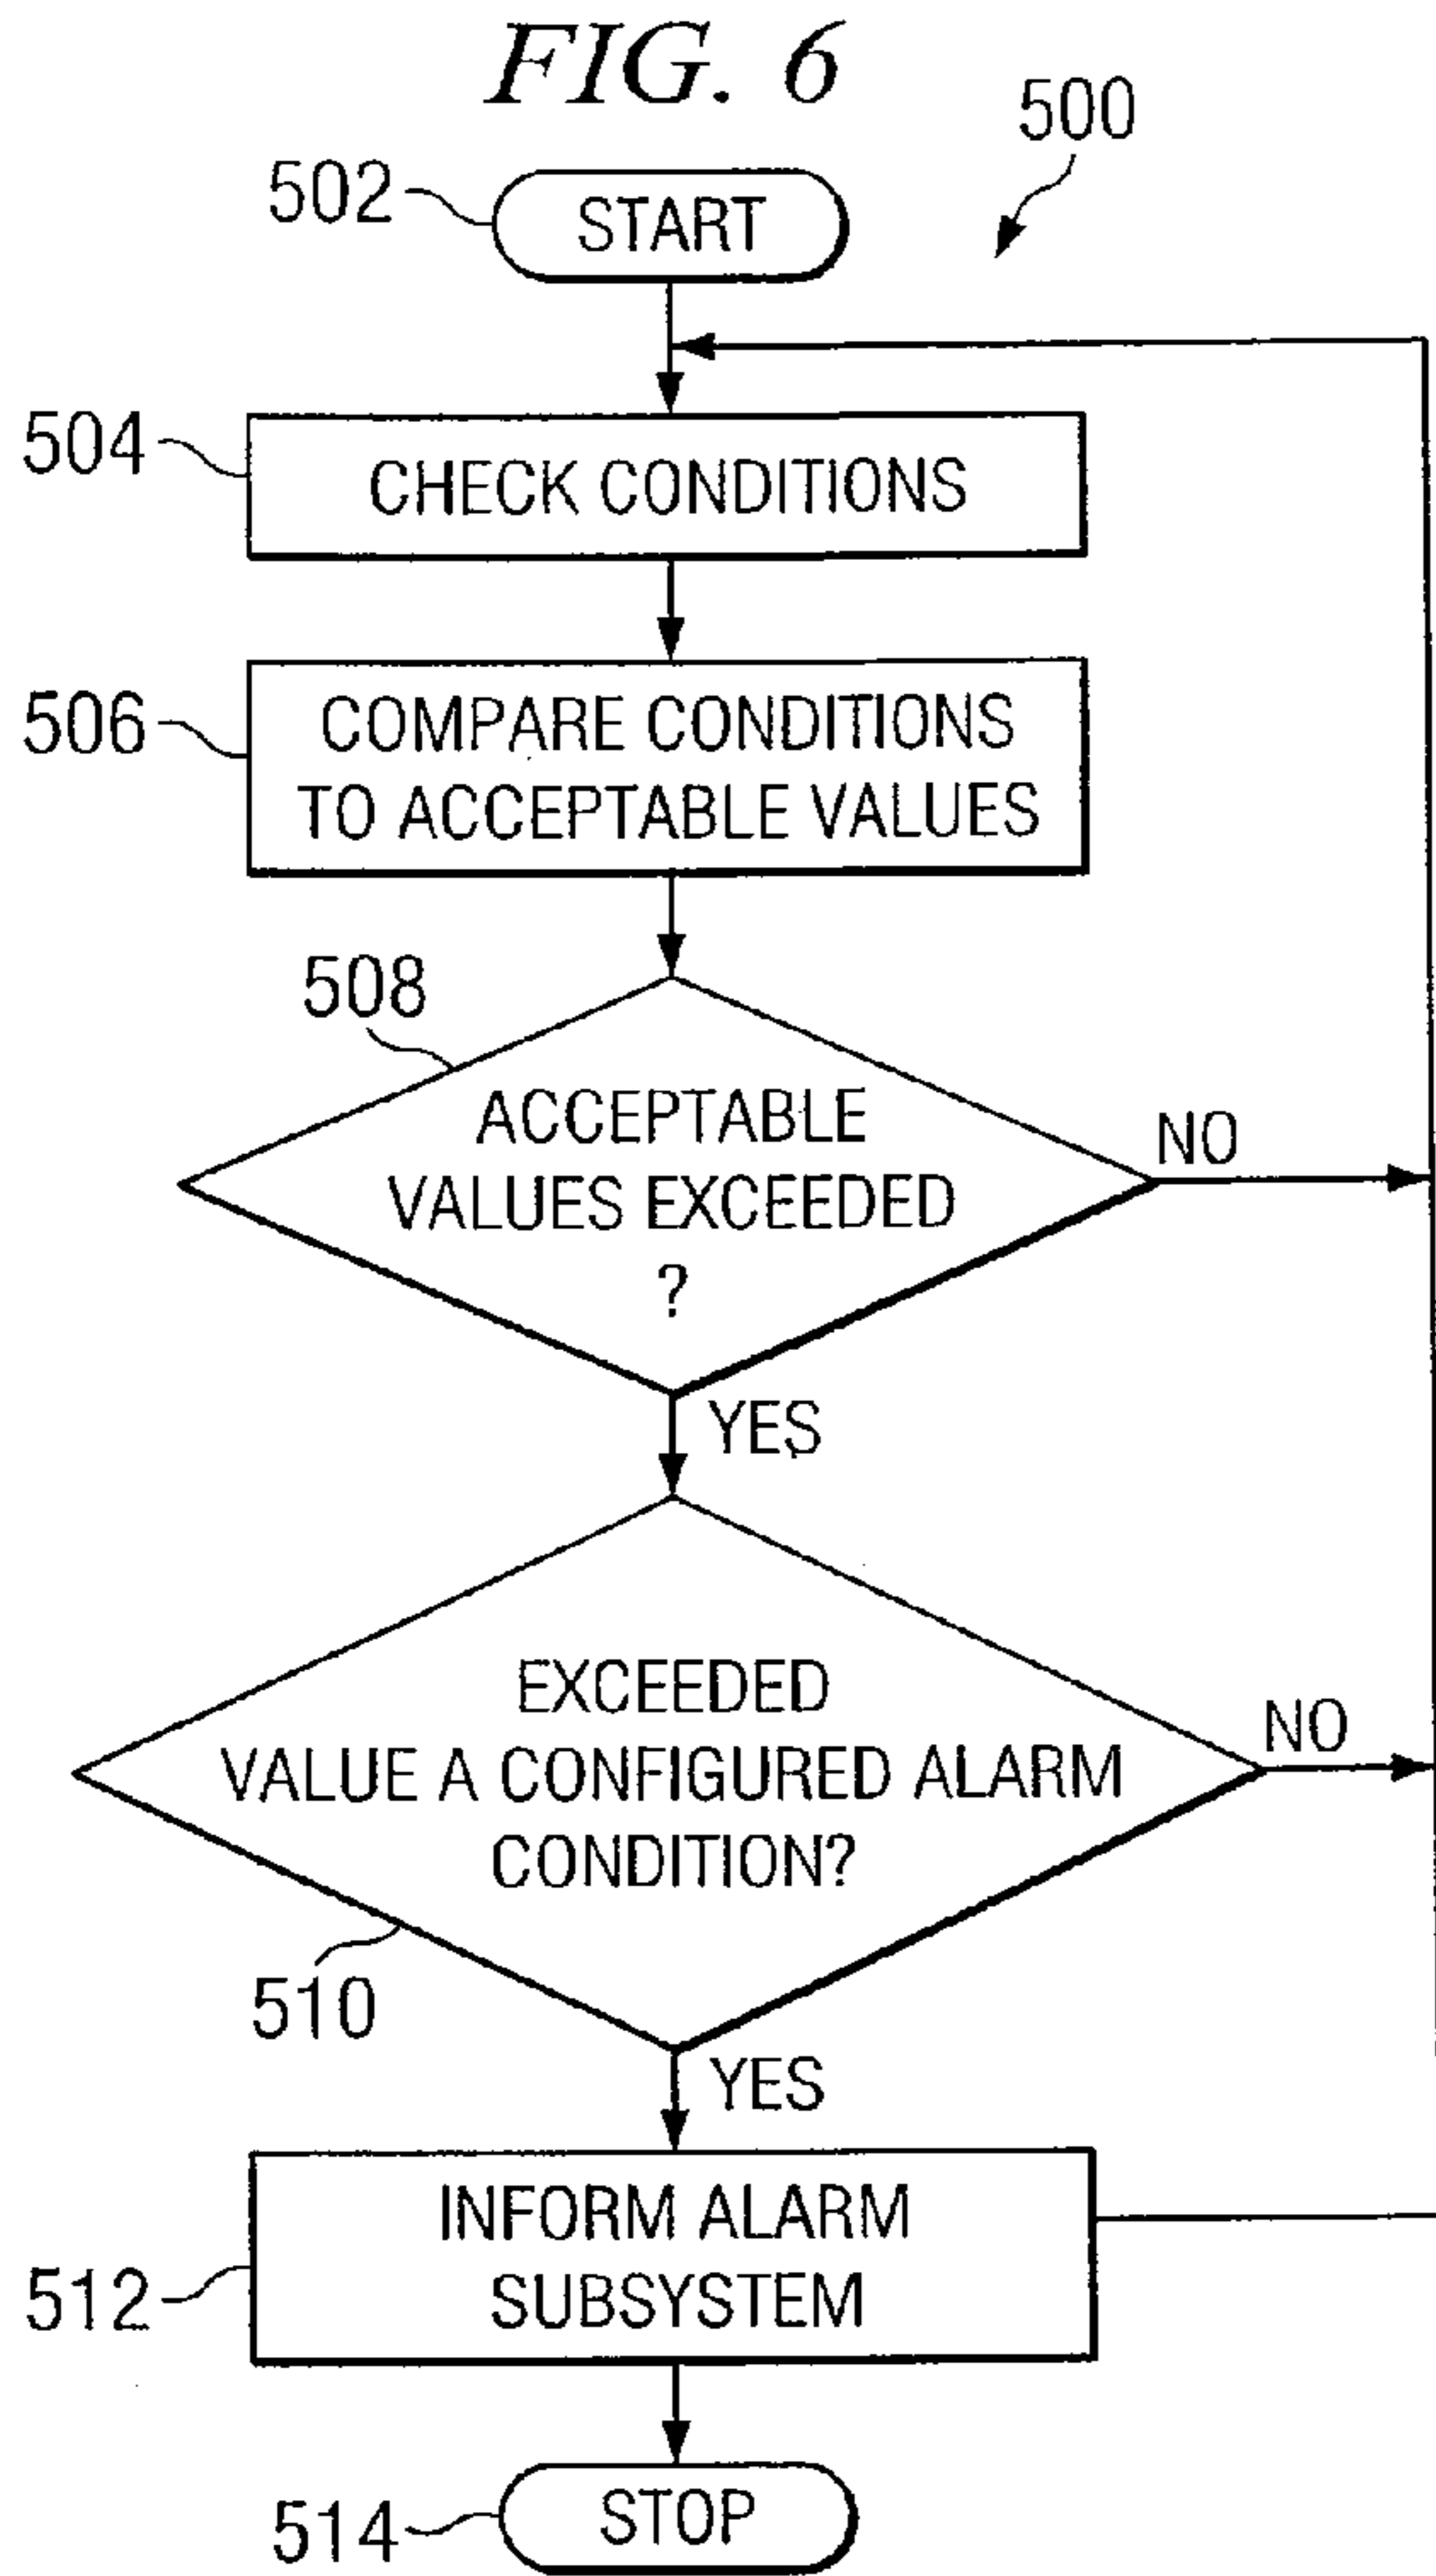 FIG. 6
500
502
START
504
CHECK CONDITIONS
506
COMPARE CONDITIONS
TO ACCEPTABLE VALUES
508
ACCEPTABLE
VALUES EXCEEDED
?
NO
YES
EXCEEDED
VALUE A CONFIGURED ALARM
CONDITION?
NO
510
YES
INFORM ALARM
SUBSYSTEM
512
STOP
514